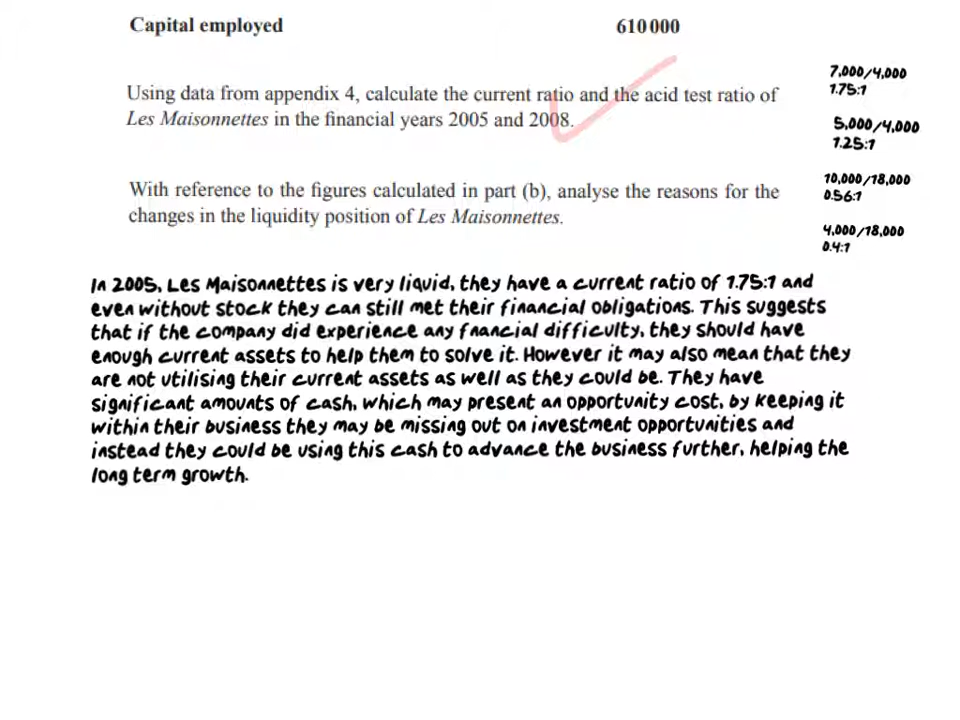 Capital employed 610 000
7,000/4,000
1.75:1
Using data from appendix 4, calculate the current ratio and the acid test ratio of
Les Maisonnettes in the financial years 2005 and 2008.
5,000/4,000
1.25:1
10,000/18,000
0.56:1
With reference to the figures calculated in part (b), analyse the reasons for the
changes in the liquidity position of Les Maisonnettes.
4,000/18,000
0.4:1
In 2005, Les Maisonnettes is very liquid, they have a current ratio of 1.75:1 and
even without stock they can still met their financial obligations. This suggests
that if the company did experience any fnancial difficulty, they should have
enough current assets to help them to solve it. However it may also mean that they
are not utilising their current assets as well as they could be. They have
significant amounts of cash, which may present an opportunity cost, by keeping it
within their business they may be missing out on investment opportunities and
instead they could be using this cash to advance the business further, helping the
long term growth.